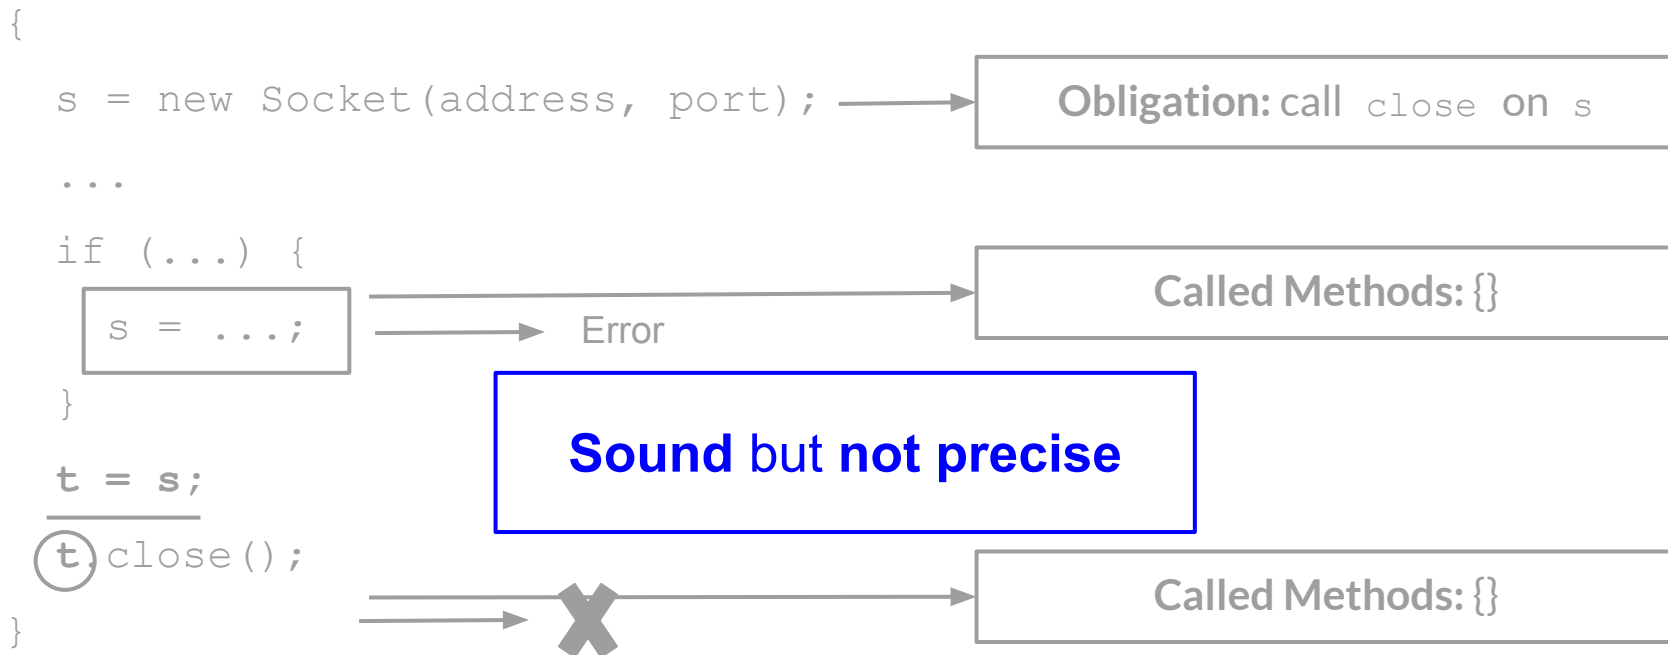 {
s = new Socket(address, port);
Obligation: call close on s
...
if (...) {
Called Methods: {}
s = ...;
Error
}
Sound but not precise
t = s;
t.close();
Called Methods: {}
}